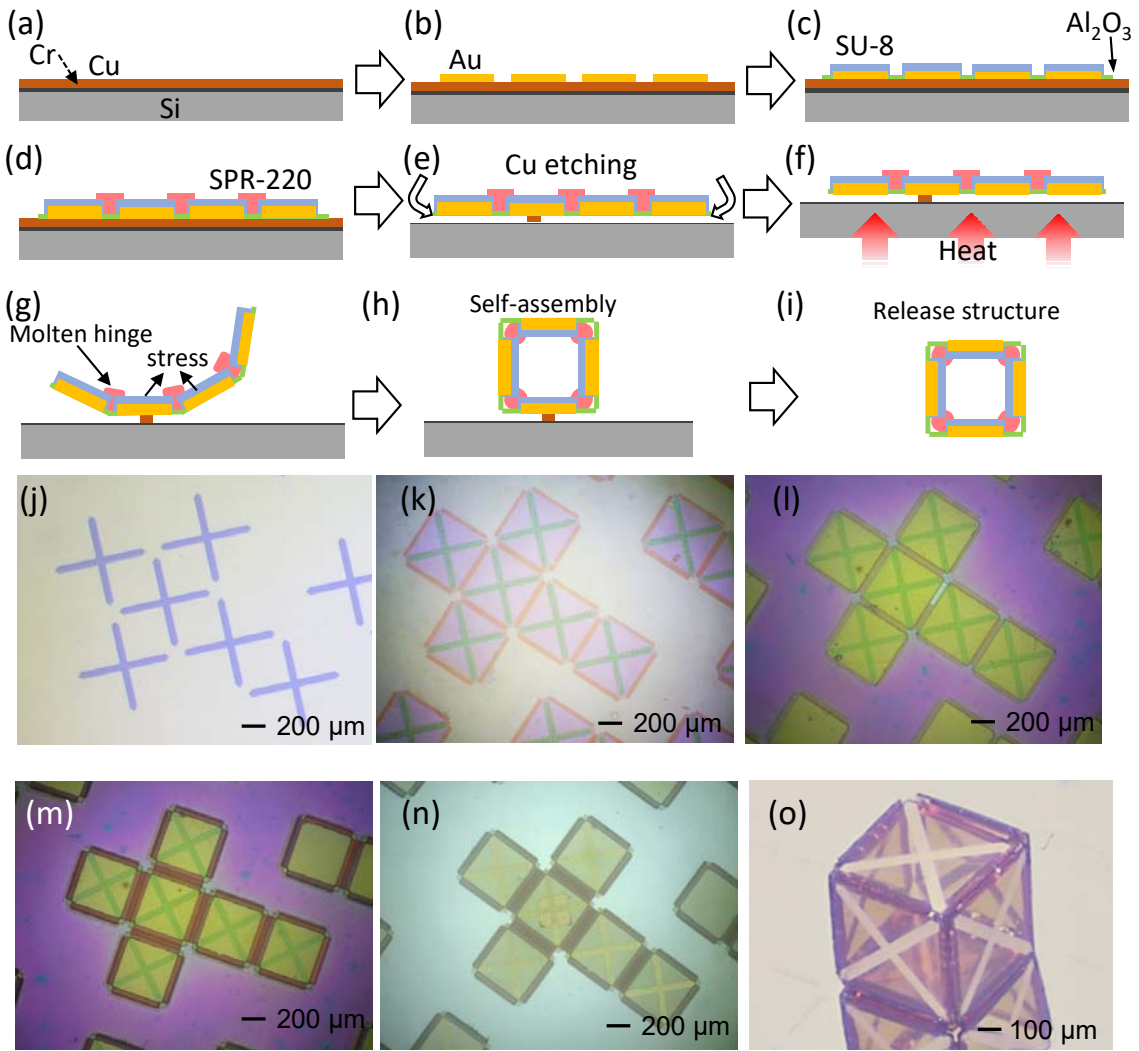 (a)
Cr
Cu
Si
(b)
Au
(c)
SU-8
Al2O3
(d)
SPR-220
(e)
Cu etching
(f)
Heat
(g)
Molten hinge
stress
(h)
Self-assembly
(i)
Release structure
(j)
200 µm
(k)
200 µm
(l)
200 µm
(m)
200 µm
(n)
200 µm
(o)
100 µm